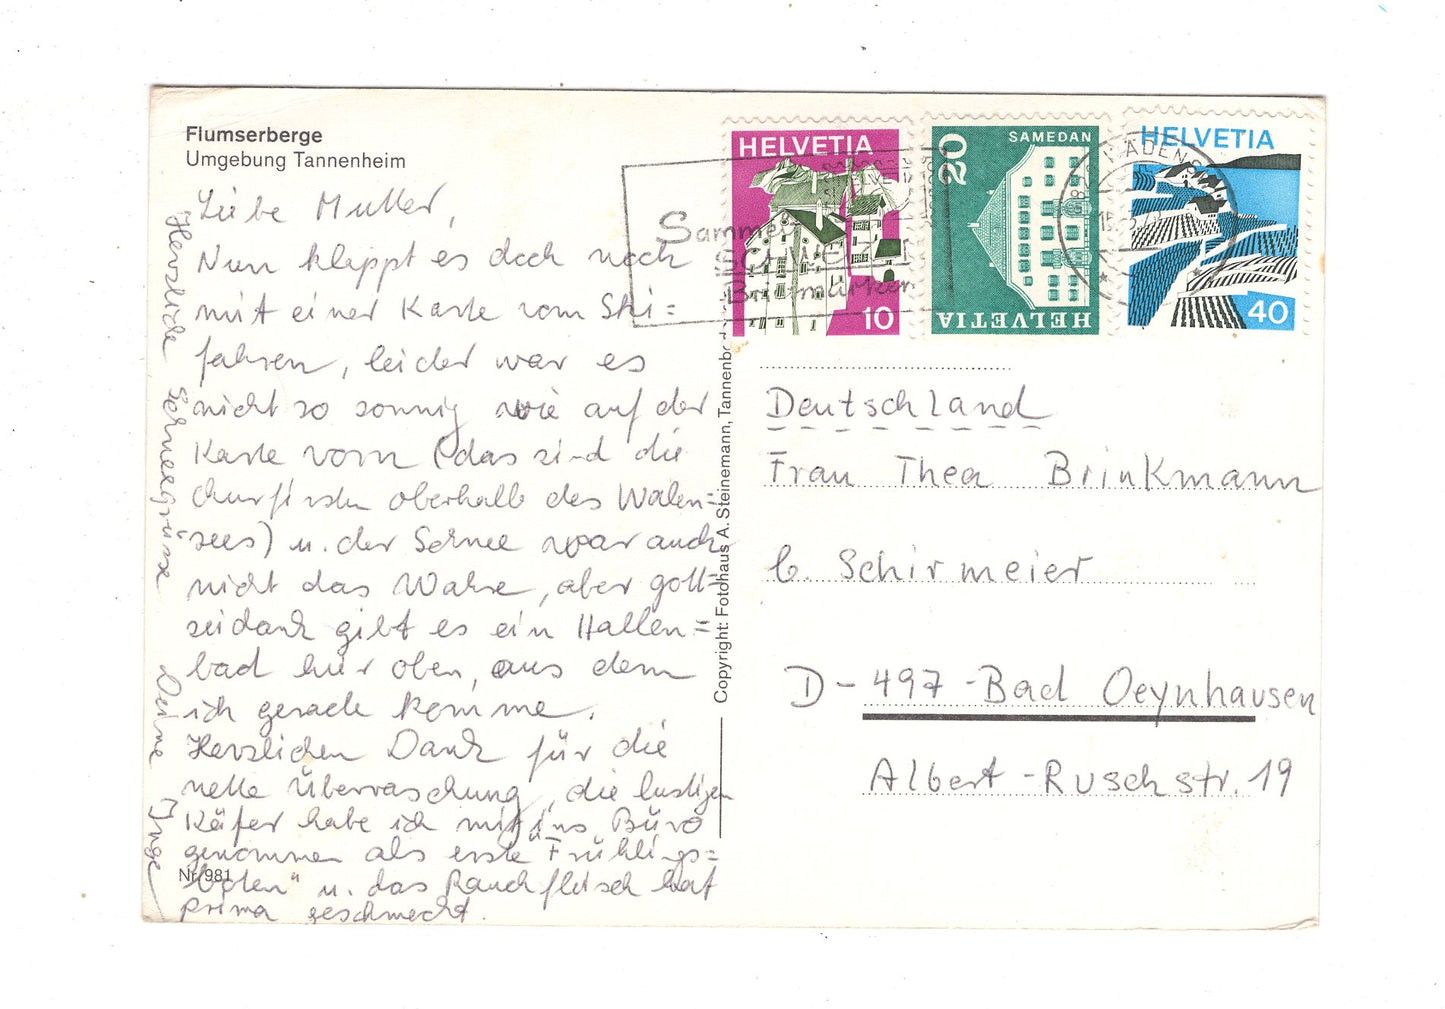 Flumserberge
Umgebung Tannenheim
Liebe Mutter,
Nun klappt es doch noch
mit einer Karte vom Ski=
fahren, leider war es
nicht so sonnig wie auf der
Karte vorn (das sind die
Churfirsten oberhalb des Walen=
sees) u. der Schnee war auch
nicht das Wahre, aber gott=
seidank gibt es ein Hallen=
bad hier oben, aus dem
ich gerade komme.
Herzlichen Dank für die
nette Überraschung, die lustigen
Käfer habe ich mit ins Büro
genommen als erste "Frühlings=
boten" u. das Rauchfleisch hat
prima geschmeckt.
Herzliche Schneegrüsse
Deine Inge
Nr. 981
Copyright: Fotohaus A. Steinemann, Tannenbo
HELVETIA
10
20
SAMEDAN
HELVETIA
HELVETIA
40
Sammelt
SCHWEIZER
Briefmarken
Deutschland
Frau Thea Brinkmann
b. Schirmeier
D-497-Bad Oeynhausen
Albert-Ruschstr. 19